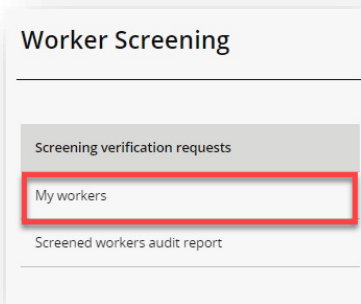 Worker Screening
Screening verification requests
My workers
Screened workers audit report